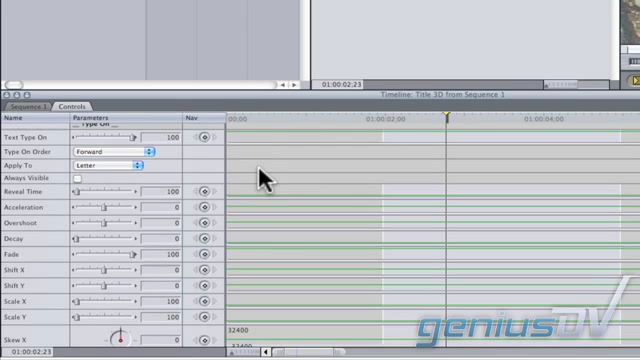 01:00:02;23
Timeline: Title 3D from Sequence 1
Sequence 1 Controls
Name Parameters Nav
Type On
00;00 01:00:02;00 01:00:04;00
Text Type On 100
Type On Order Forward
Apply To Letter
Always Visible
Reveal Time 100
Acceleration 0
Overshoot 0
Decay 0
Fade 100
Shift X 0
Shift Y 0
Scale X 100
Scale Y 100
32400
Skew X 0
32400
01:00:02;23
geniusDV